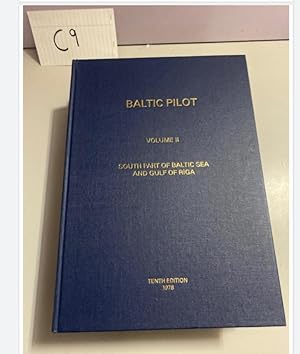 C9
BALTIC PILOT
VOLUME II
SOUTH PART OF BALTIC SEA
AND GULF OF RIGA
TENTH EDITION
1978